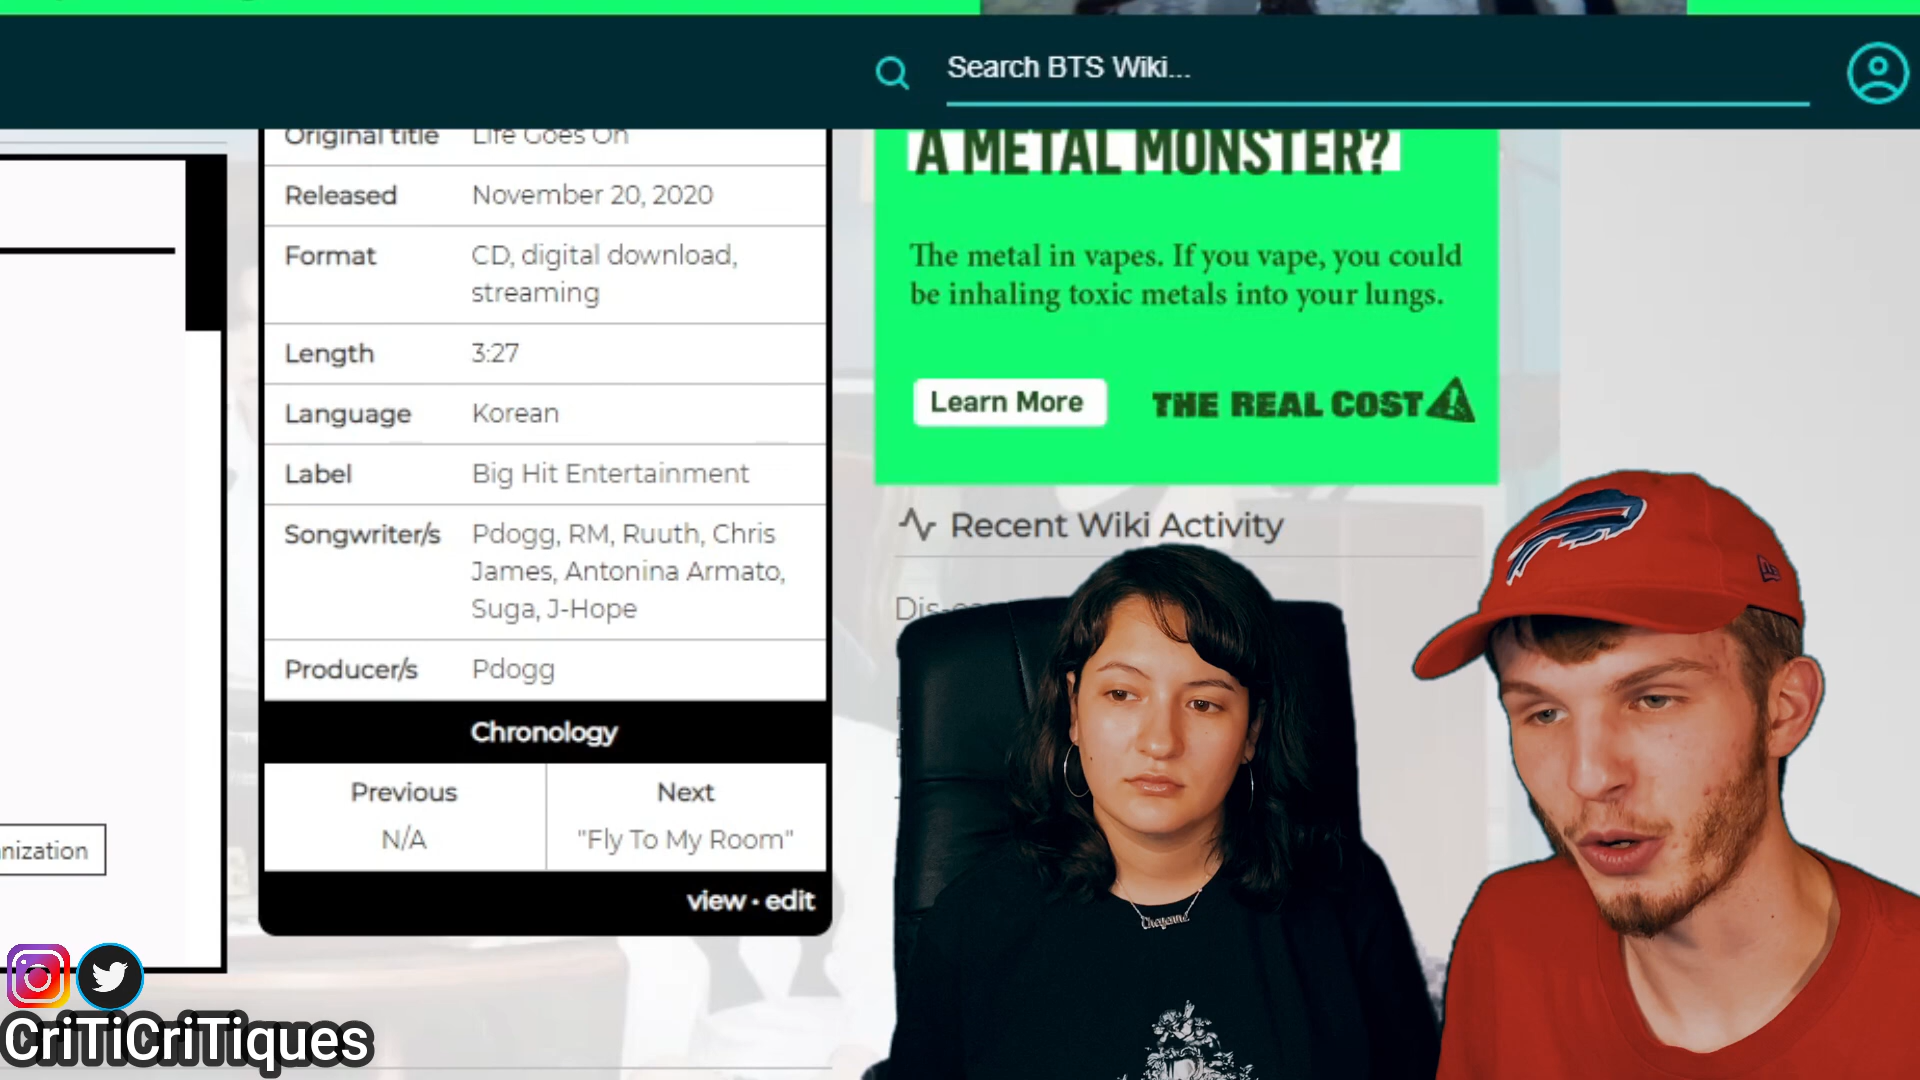 Search BTS Wiki...
Original title Life Goes On
Released November 20, 2020
Format CD, digital download,
streaming
Length 3:27
Language Korean
Label Big Hit Entertainment
Songwriter/s Pdogg, RM, Ruuth, Chris
James, Antonina Armato,
Suga, J-Hope
Producer/s Pdogg
Chronology
Previous Next
N/A "Fly To My Room"
view • edit
nization
A METAL MONSTER?
The metal in vapes. If you vape, you could
be inhaling toxic metals into your lungs.
Learn More THE REAL COST
Recent Wiki Activity
Cheyenne
CriTiCriTiques